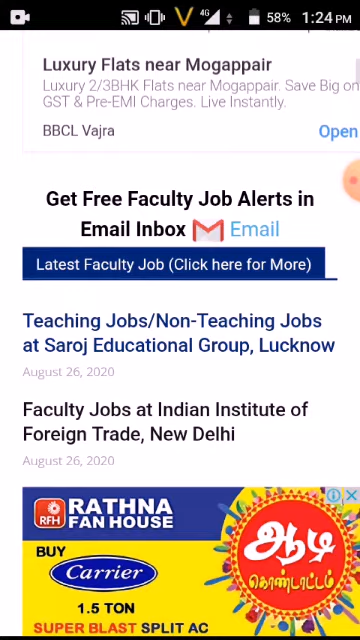 4G 58% 1:24 PM
Luxury Flats near Mogappair
Luxury 2/3BHK Flats near Mogappair. Save Big on
GST & Pre-EMI Charges. Live Instantly.
BBCL Vajra Open
Get Free Faculty Job Alerts in
Email Inbox Email
Latest Faculty Job (Click here for More)
Teaching Jobs/Non-Teaching Jobs
at Saroj Educational Group, Lucknow
August 26, 2020
Faculty Jobs at Indian Institute of
Foreign Trade, New Delhi
August 26, 2020
RFH RATHNA
FAN HOUSE
BUY
Carrier
1.5 TON
SUPER BLAST SPLIT AC
ஆடி
கொண்டாட்டம்